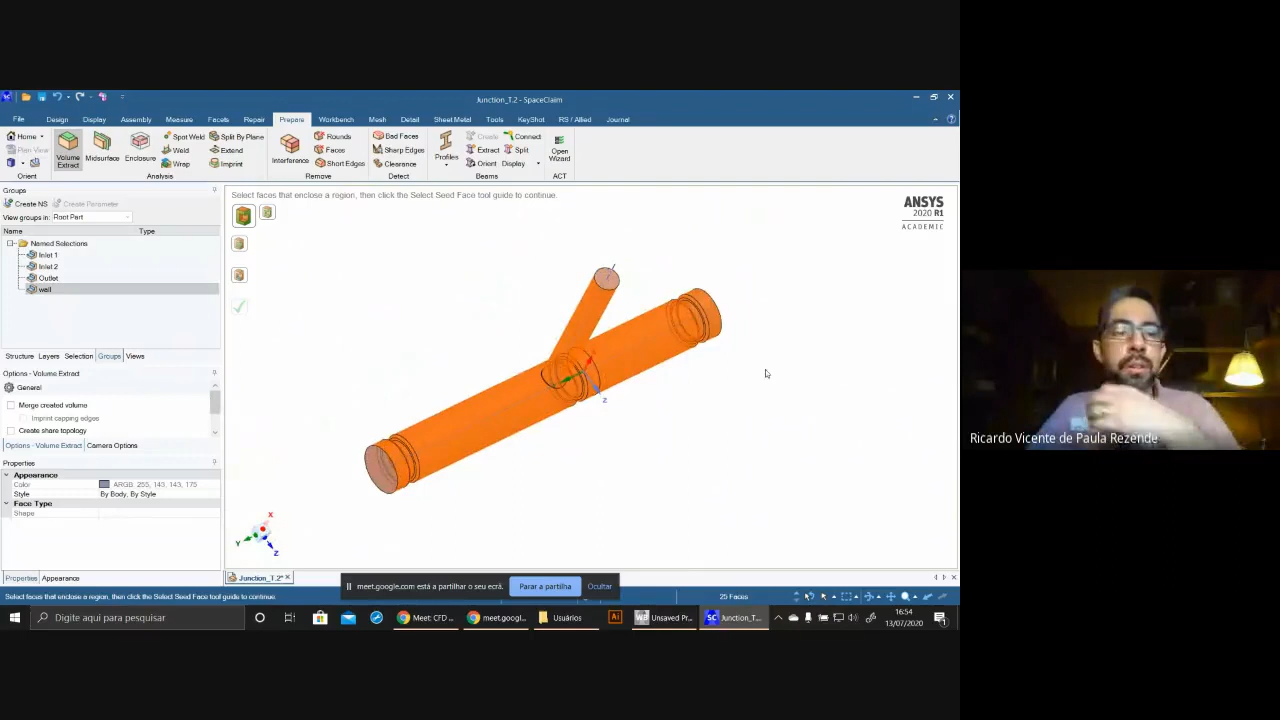 Junction_T.2 - SpaceClaim
File Design Display Assembly Measure Facets Repair Prepare Workbench Mesh Detail Sheet Metal Tools KeyShot RS / Allied Journal
Home
Plan View
Orient
Volume Extract
Midsurface
Enclosure
Spot Weld
Weld
Wrap
Split By Plane
Extend
Imprint
Analysis
Interference
Rounds
Faces
Short Edges
Remove
Bad Faces
Sharp Edges
Clearance
Detect
Profiles
Create
Extract
Orient
Connect
Split
Display
Beams
Open Wizard
ACT
Groups
Create NS Create Parameter
View groups in: Root Part
Name Type
Named Selections
Inlet 1
Inlet 2
Outlet
wall
Structure Layers Selection Groups Views
Options - Volume Extract
General
Merge created volume
Imprint capping edges
Create share topology
Options - Volume Extract Camera Options
Properties
Appearance
Color ARGB: 255, 143, 143, 175
Style By Body, By Style
Face Type
Shape
Properties Appearance
Select faces that enclose a region, then click the Select Seed Face tool guide to continue.
ANSYS
2020 R1
ACADEMIC
X
Z
X
Y
Z
Junction_T.2*
meet.google.com está a partilhar o seu ecrã. Parar a partilha Ocultar
Select faces that enclose a region, then click the Select Seed Face tool guide to continue. 25 Faces
Digite aqui para pesquisar
Meet: CFD ...
meet.googl...
Usuários
Ai
Unsaved Pr...
Junction_T...
16:54
13/07/2020
Ricardo Vicente de Paula Rezende